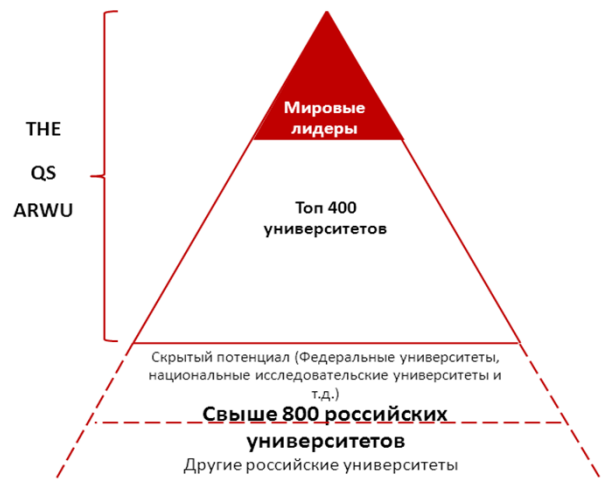 Мировые
лидеры
THE
QS
ARWU
Топ 400
университетов
Скрытый потенциал (Федеральные университеты,
национальные исследовательские университеты и
т.д.)
Свыше 800 российских
университетов
Другие российские университеты